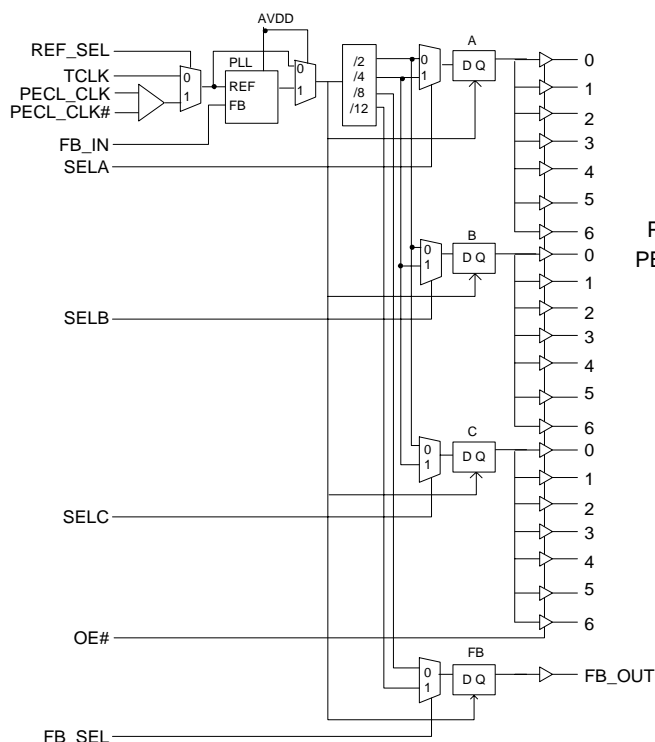 AVDD
REF_SEL
TCLK
PECL_CLK
PECL_CLK#
FB_IN
SELA
0
1
PLL
REF
FB
0
1
/2
/4
/8
/12
0
1
A
D Q
0
1
2
3
4
5
6
SELB
0
1
B
D Q
0
1
2
3
4
5
6
SELC
0
1
C
D Q
0
1
2
3
4
5
6
OE#
0
1
FB
D Q
FB_OUT
FB_SEL